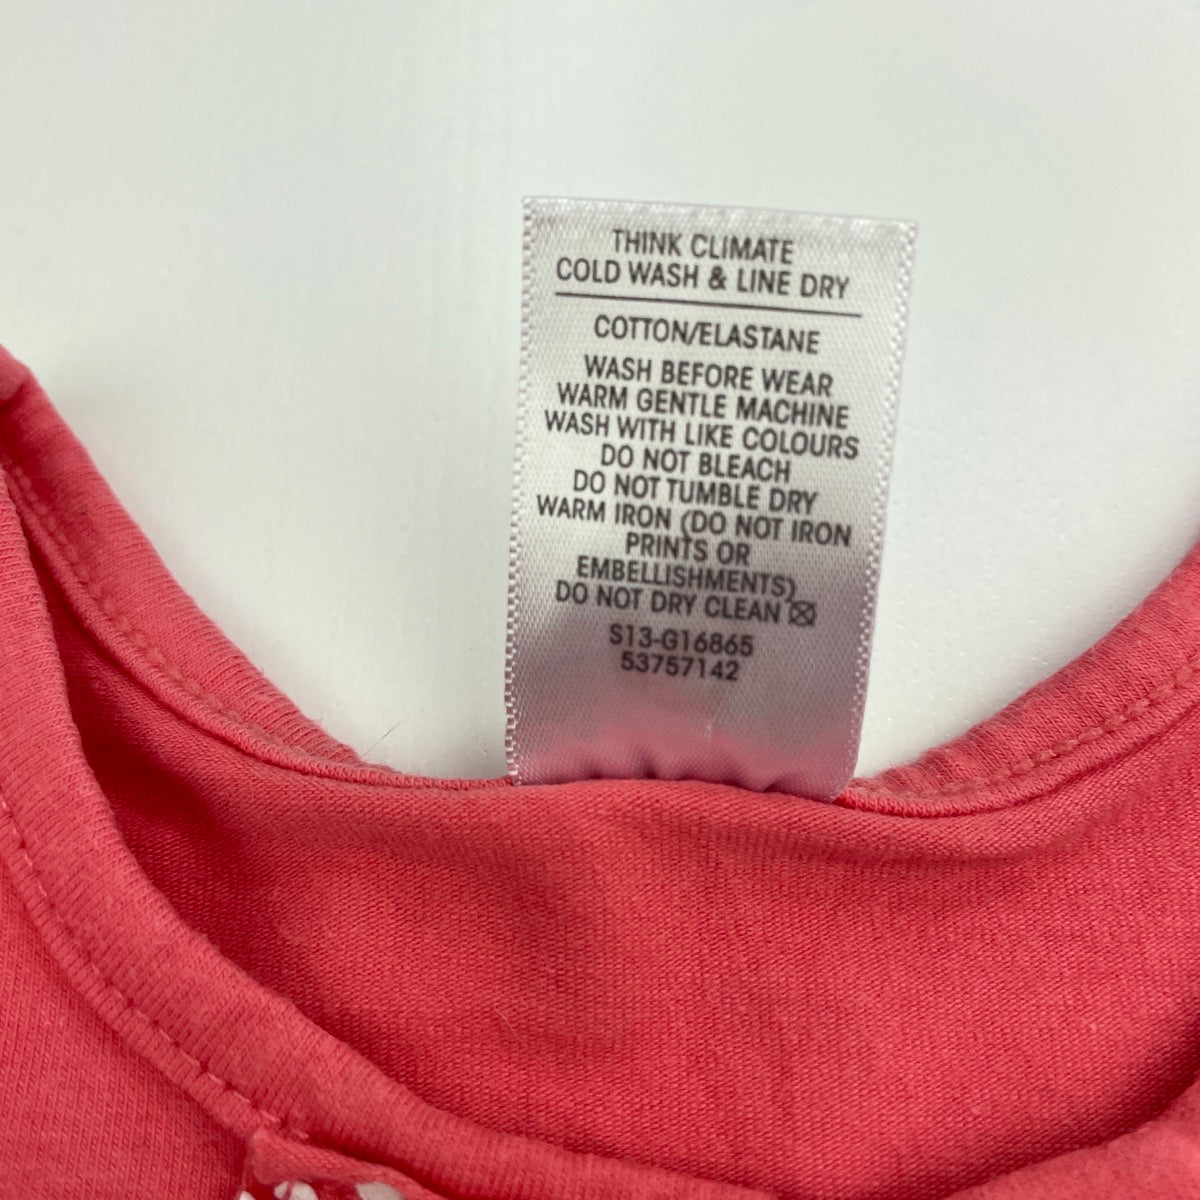 THINK CLIMATE
COLD WASH & LINE DRY
COTTON/ELASTANE
WASH BEFORE WEAR
WARM GENTLE MACHINE
WASH WITH LIKE COLOURS
DO NOT BLEACH
DO NOT TUMBLE DRY
WARM IRON (DO NOT IRON
PRINTS OR
EMBELLISHMENTS)
DO NOT DRY CLEAN
S13-G16865
53757142